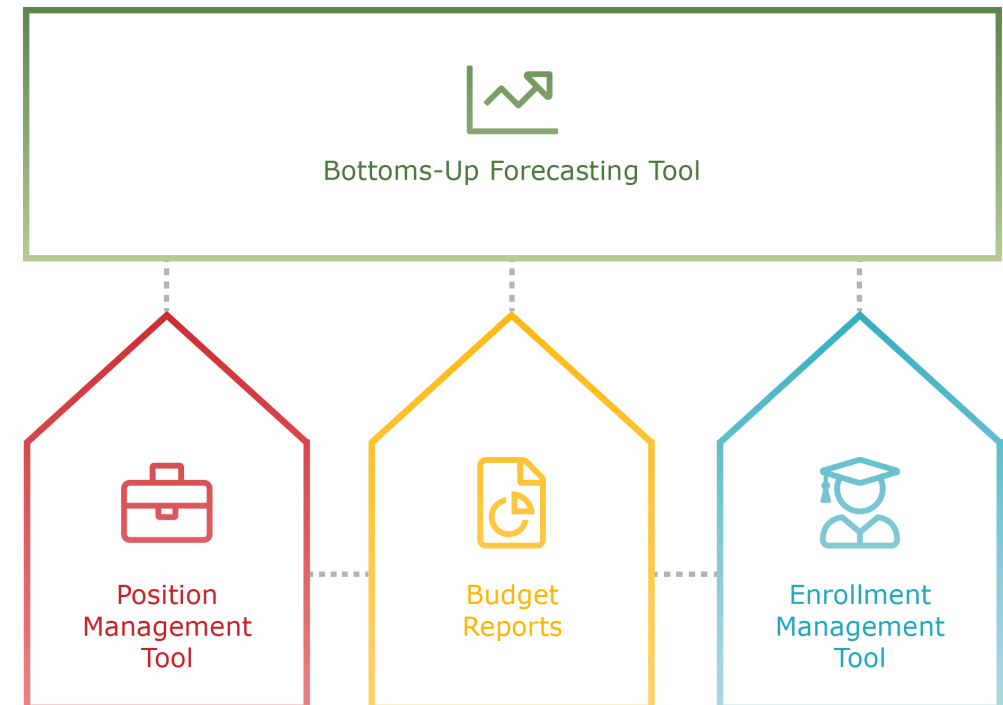 Bottoms-Up Forecasting Tool
Position
Management
Tool
Budget
Reports
Enrollment
Management
Tool